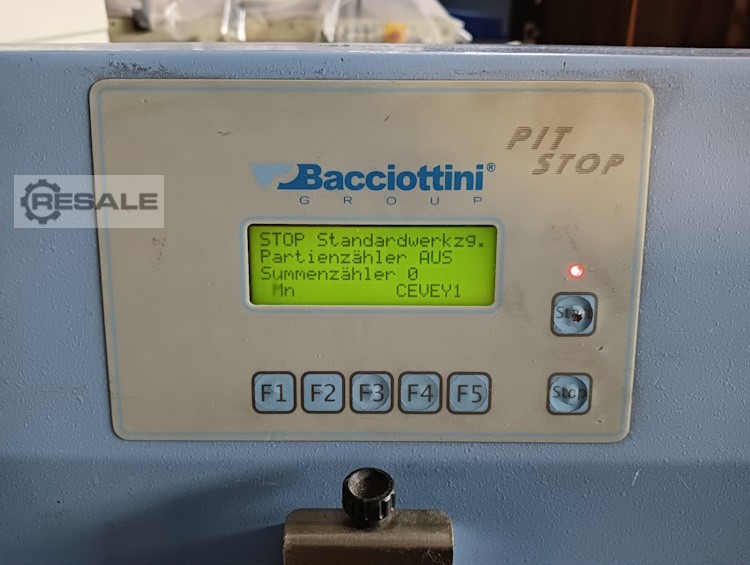 PIT
STOP
Bacciottini®
GROUP
RESALE
STOP Standardwerkzg.
Partienzähler AUS
Summenzähler 0
Mn CEVEY1
Start
F1 F2 F3 F4 F5
Stop